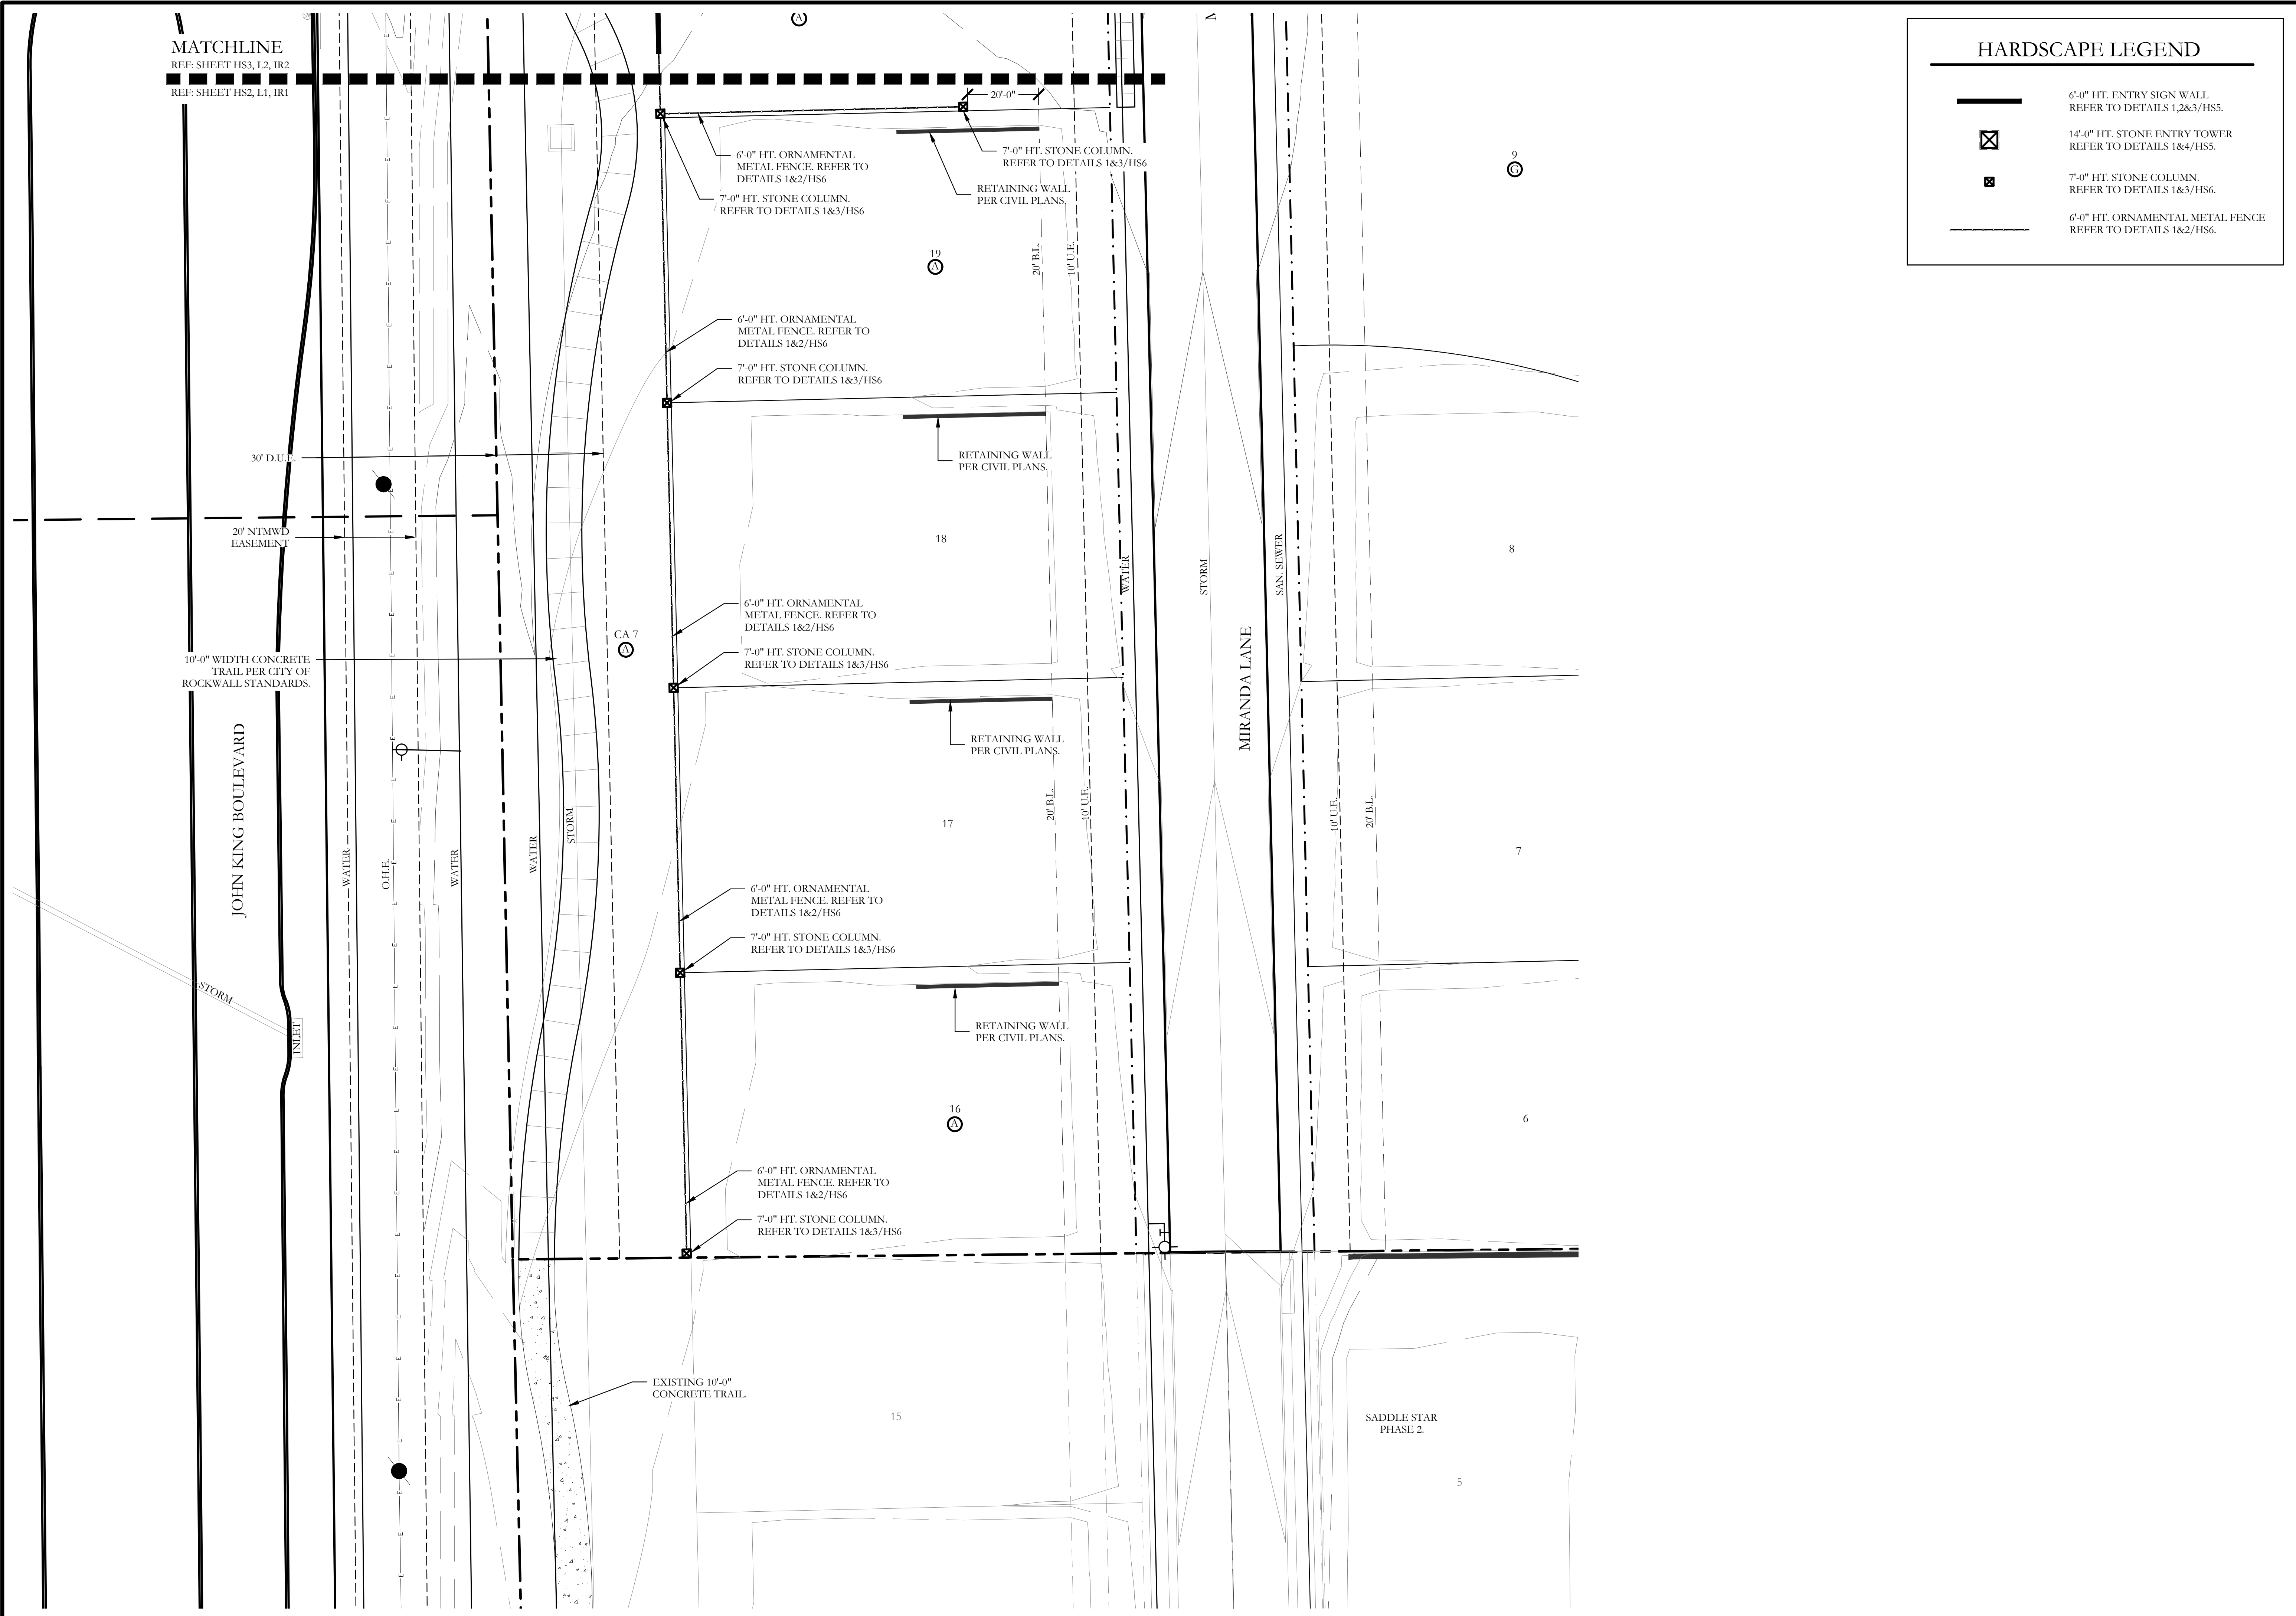 MATCHLINE
REF: SHEET HS3, L2, IR2
REF: SHEET HS2, L1, IR1
A
20'-0"
6'-0" HT. ORNAMENTAL
METAL FENCE. REFER TO
DETAILS 1&2/HS6
7'-0" HT. STONE COLUMN.
REFER TO DETAILS 1&3/HS6
7'-0" HT. STONE COLUMN.
REFER TO DETAILS 1&3/HS6
RETAINING WALL
PER CIVIL PLANS.
19
A
20' B.L.
10' U.E.
9
G
6'-0" HT. ORNAMENTAL
METAL FENCE. REFER TO
DETAILS 1&2/HS6
7'-0" HT. STONE COLUMN.
REFER TO DETAILS 1&3/HS6
30' D.U.E.
RETAINING WALL
PER CIVIL PLANS.
20' NTMWD
EASEMENT
18
WATER
STORM
SAN. SEWER
8
6'-0" HT. ORNAMENTAL
METAL FENCE. REFER TO
DETAILS 1&2/HS6
CA 7
A
7'-0" HT. STONE COLUMN.
REFER TO DETAILS 1&3/HS6
10'-0" WIDTH CONCRETE
TRAIL PER CITY OF
ROCKWALL STANDARDS.
MIRANDA LANE
RETAINING WALL
PER CIVIL PLANS.
JOHN KING BOULEVARD
WATER
O.H.E.
WATER
WATER
STORM
17
20' B.L.
10' U.E.
10' U.E.
20' B.L.
7
6'-0" HT. ORNAMENTAL
METAL FENCE. REFER TO
DETAILS 1&2/HS6
7'-0" HT. STONE COLUMN.
REFER TO DETAILS 1&3/HS6
STORM
INLET
RETAINING WALL
PER CIVIL PLANS.
16
A
6
6'-0" HT. ORNAMENTAL
METAL FENCE. REFER TO
DETAILS 1&2/HS6
7'-0" HT. STONE COLUMN.
REFER TO DETAILS 1&3/HS6
EXISTING 10'-0"
CONCRETE TRAIL.
15
SADDLE STAR
PHASE 2.
5
HARDSCAPE LEGEND
6'-0" HT. ENTRY SIGN WALL
REFER TO DETAILS 1,2&3/HS5.
14'-0" HT. STONE ENTRY TOWER
REFER TO DETAILS 1&4/HS5.
7'-0" HT. STONE COLUMN.
REFER TO DETAILS 1&3/HS6.
6'-0" HT. ORNAMENTAL METAL FENCE
REFER TO DETAILS 1&2/HS6.